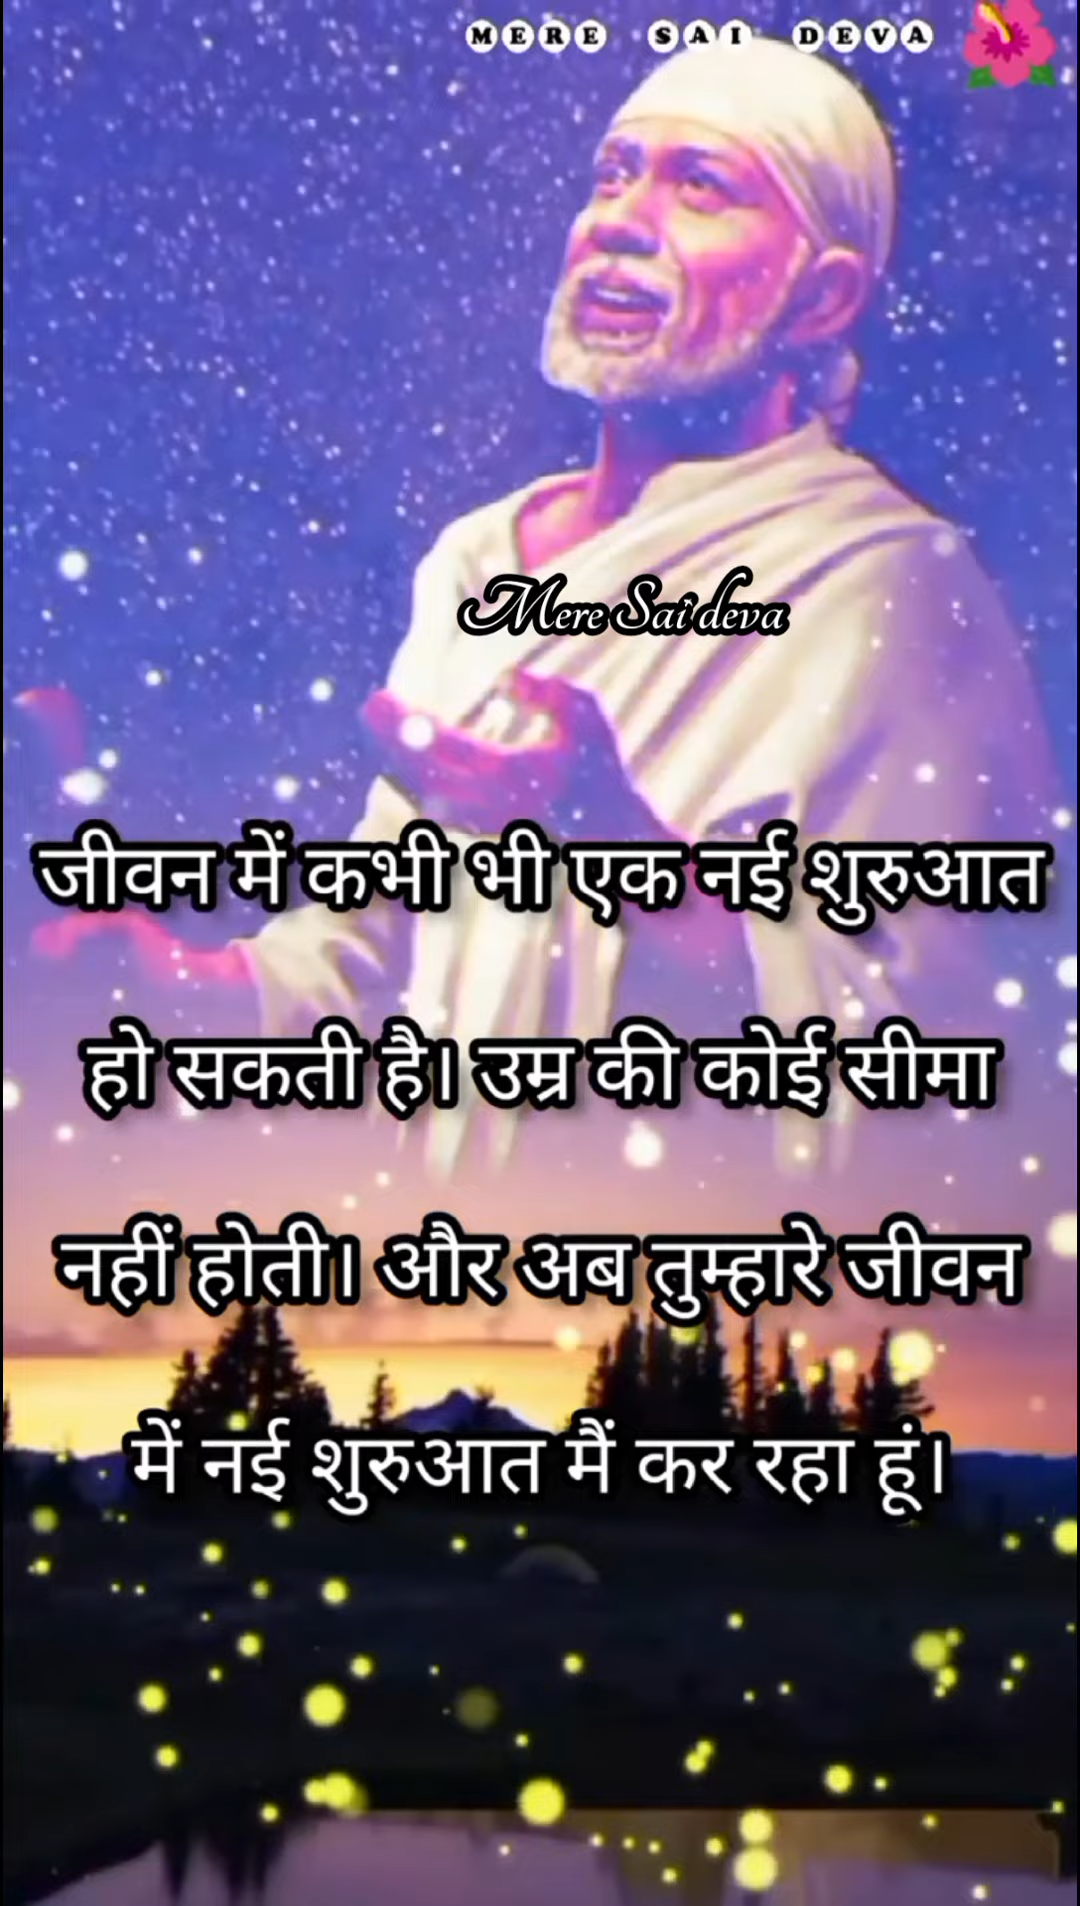 MERE SAI DEVA
Mere Sai deva
जीवन में कभी भी एक नई शुरुआत
हो सकती है। उम्र की कोई सीमा
नहीं होती। और अब तुम्हारे जीवन
में नई शुरुआत मैं कर रहा हूं।